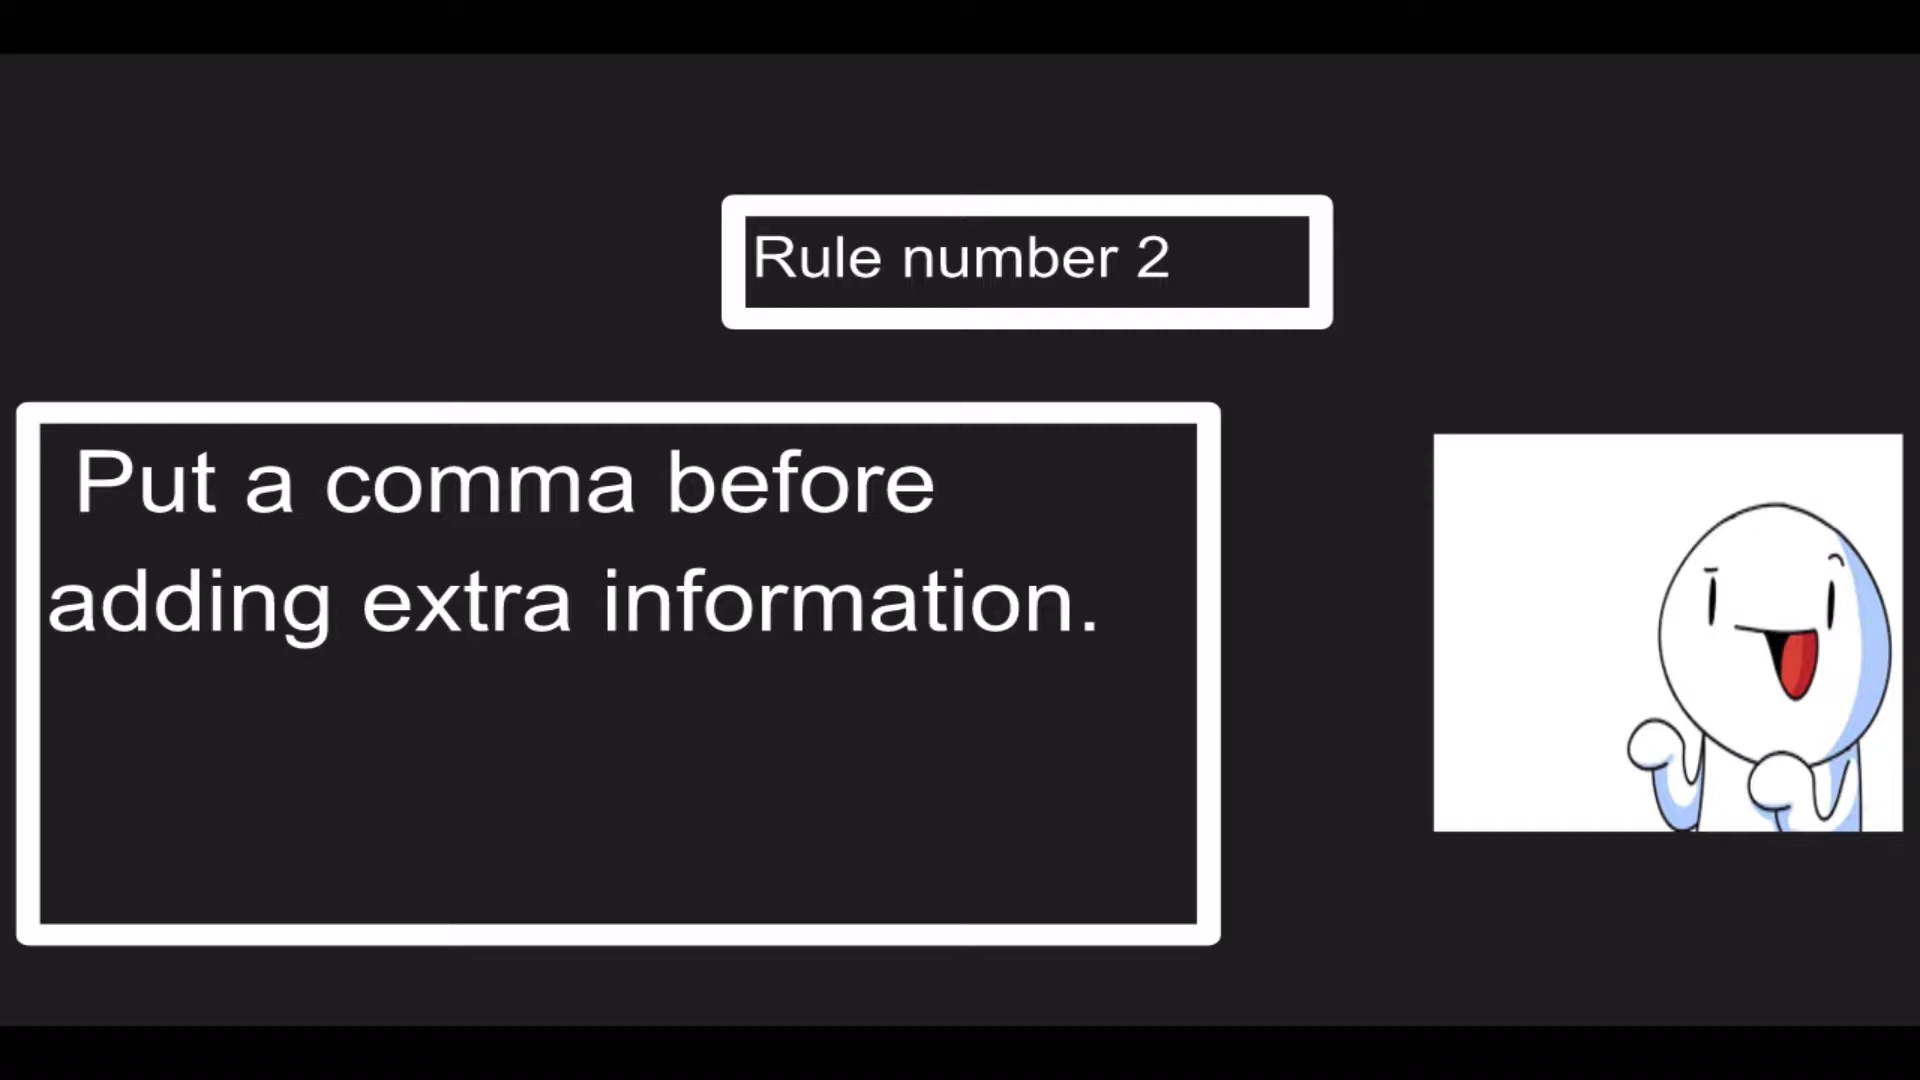 Rule number 2
Put a comma before
adding extra information.